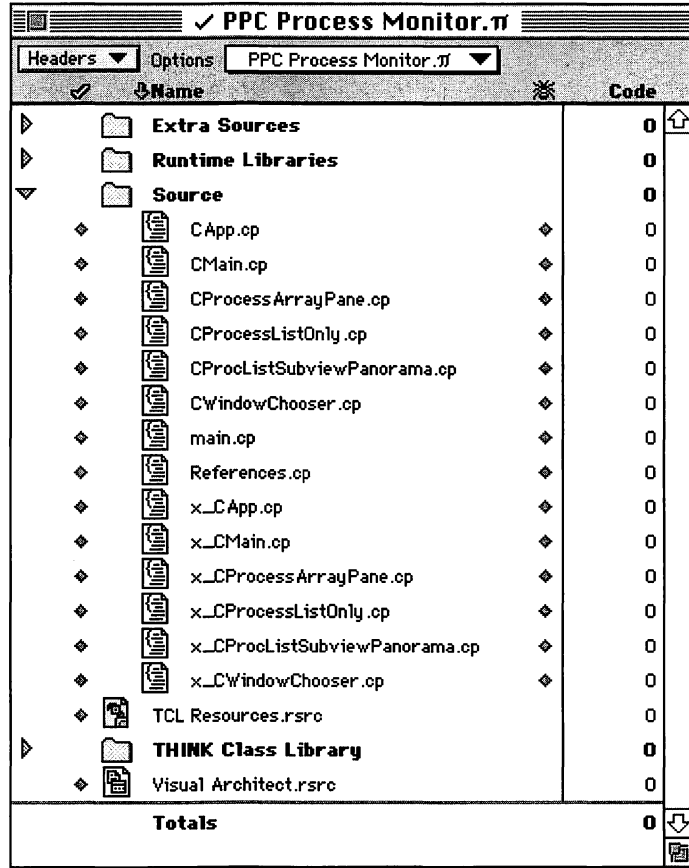 ✓ PPC Process Monitor.π
Headers ▼ Options PPC Process Monitor.π ▼
Name Code
Extra Sources 0
Runtime Libraries 0
Source 0
CApp.cp 0
CMain.cp 0
CProcessArrayPane.cp 0
CProcessListOnly.cp 0
CProcListSubviewPanorama.cp 0
CWindowChooser.cp 0
main.cp 0
References.cp 0
x_CApp.cp 0
x_CMain.cp 0
x_CProcessArrayPane.cp 0
x_CProcessListOnly.cp 0
x_CProcListSubviewPanorama.cp 0
x_CWindowChooser.cp 0
TCL Resources.rsrc 0
THINK Class Library 0
Visual Architect.rsrc 0
Totals 0